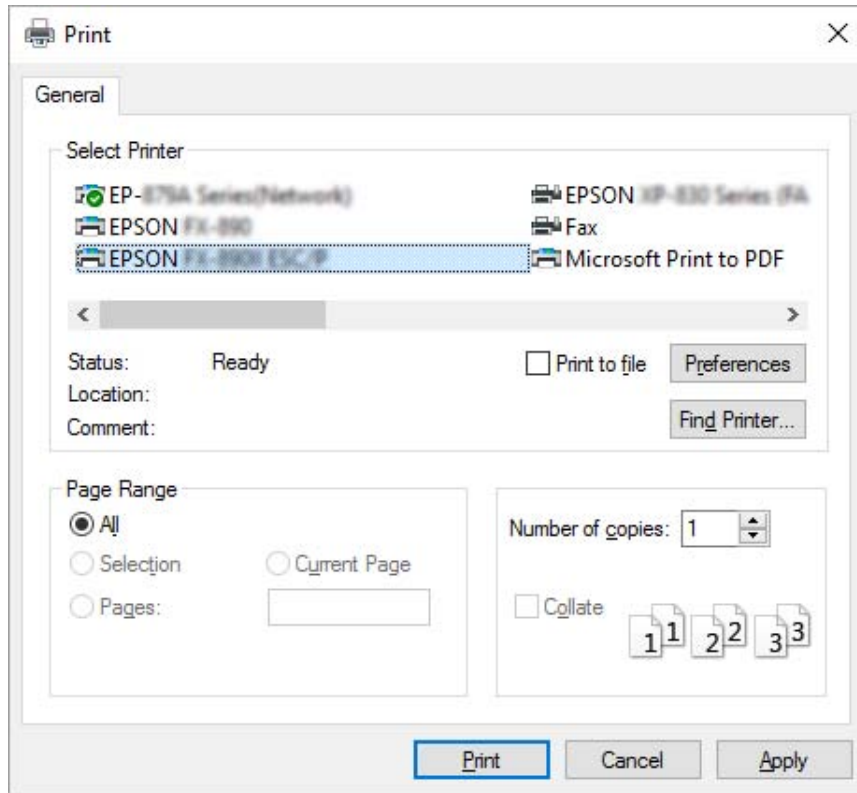 Print
General
Select Printer
EP-
EPSON
EPSON
EPSON
Fax
Microsoft Print to PDF
Status: Ready
Location:
Comment:
Print to file
Preferences
Find Printer...
Page Range
All
Selection
Current Page
Pages:
Number of copies: 1
Collate
1 1 2 2 3 3
Print
Cancel
Apply